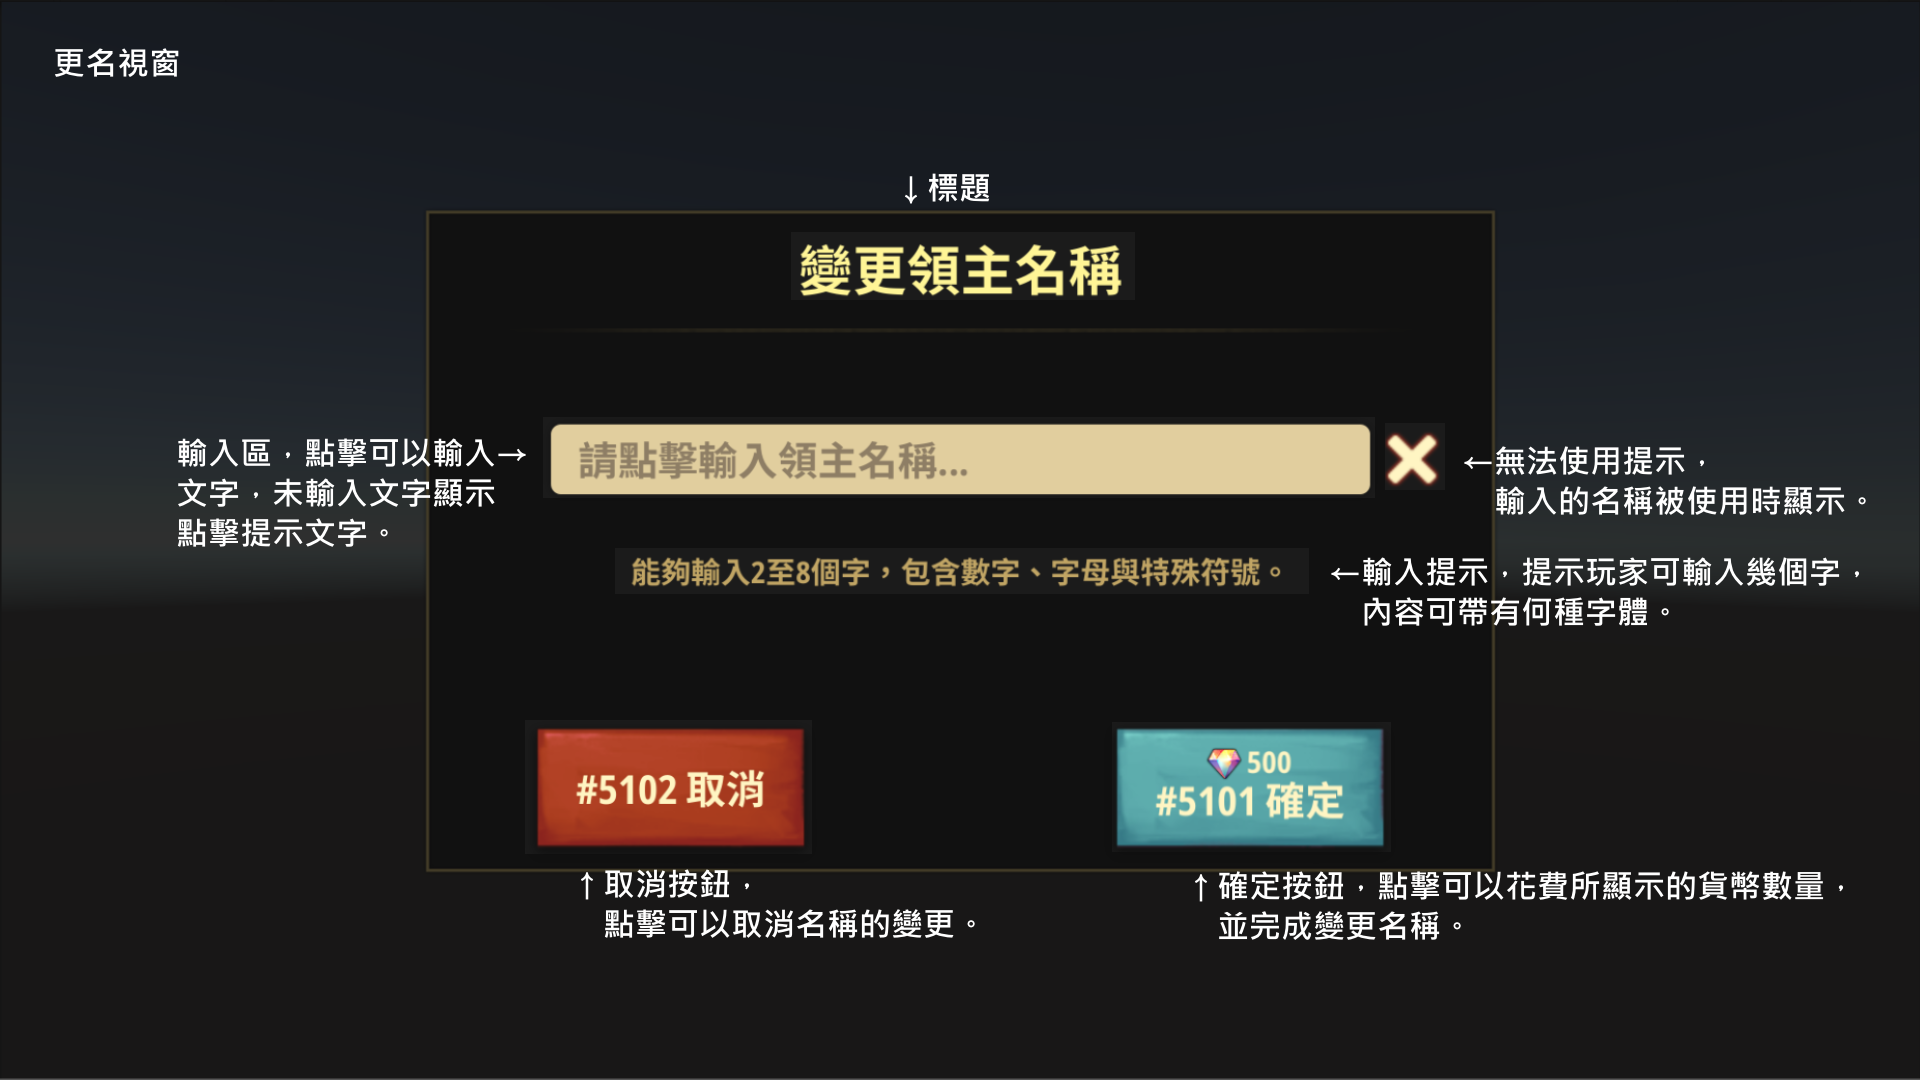 更名視窗
↓標題
變更領主名稱
輸入區，點擊可以輸入→
文字，未輸入文字顯示
點擊提示文字。
請點擊輸入領主名稱...
←無法使用提示，
輸入的名稱被使用時顯示。
能夠輸入2至8個字，包含數字、字母與特殊符號。
←輸入提示，提示玩家可輸入幾個字，
內容可帶有何種字體。
#5102 取消
500
#5101 確定
↑取消按鈕，
點擊可以取消名稱的變更。
↑確定按鈕，點擊可以花費所顯示的貨幣數量，
並完成變更名稱。